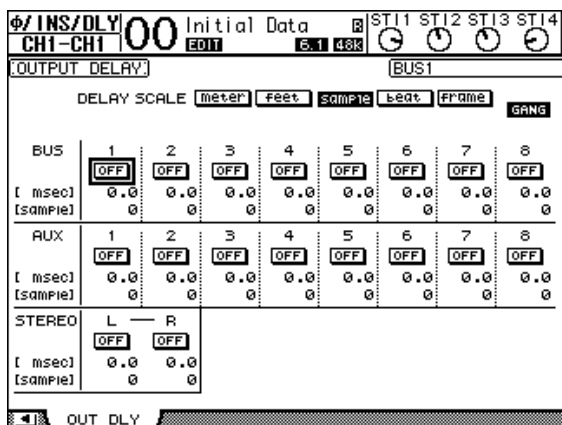 Φ/INS/DLY 00 Initial Data B STI1 STI2 STI3 STI4
CH1-CH1 EDIT 6.1 48K
OUTPUT DELAY BUS1
DELAY SCALE meter feet sample beat frame
GANG
BUS 1 2 3 4 5 6 7 8
OFF OFF OFF OFF OFF OFF OFF OFF
[ msec] 0.0 0.0 0.0 0.0 0.0 0.0 0.0 0.0
[sample] 0 0 0 0 0 0 0 0
AUX 1 2 3 4 5 6 7 8
OFF OFF OFF OFF OFF OFF OFF OFF
[ msec] 0.0 0.0 0.0 0.0 0.0 0.0 0.0 0.0
[sample] 0 0 0 0 0 0 0 0
STEREO L — R
OFF OFF
[ msec] 0.0 0.0
[sample] 0 0
OUT DLY